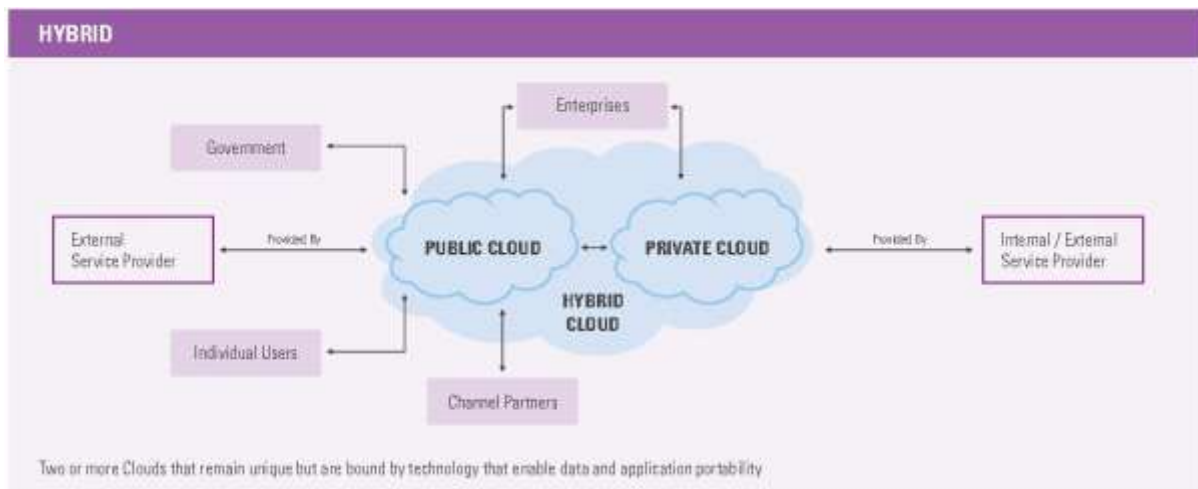 HYBRID
Enterprises
Government
External
Service Provider
Provided By
PUBLIC CLOUD
PRIVATE CLOUD
Provided By
Internal / External
Service Provider
HYBRID
CLOUD
Individual Users
Channel Partners
Two or more Clouds that remain unique but are bound by technology that enable data and application portability